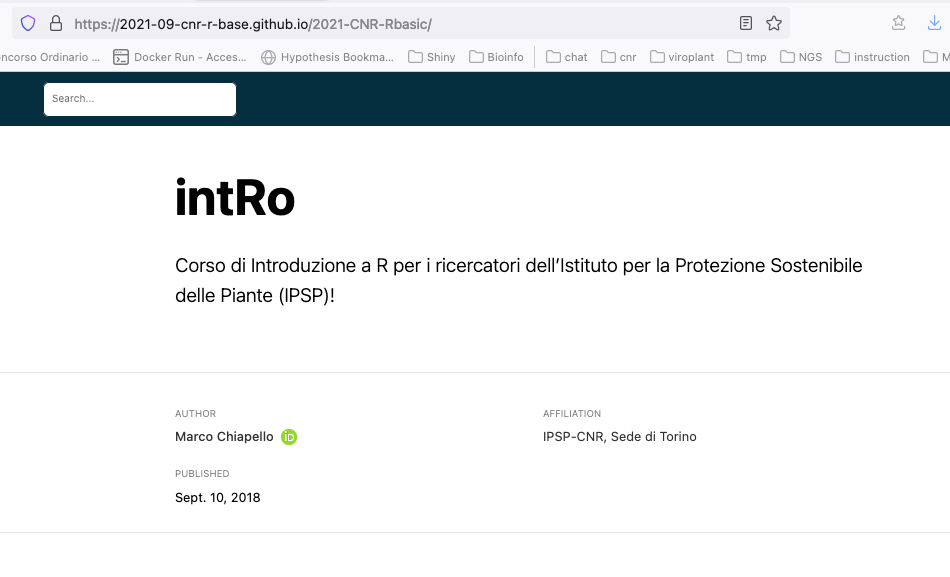 https://2021-09-cnr-r-base.github.io/2021-CNR-Rbasic/
ncorso Ordinario ... Docker Run - Acces... Hypothesis Bookma... Shiny Bioinfo chat cnr viroplant tmp NGS instruction M
Search...
intRo
Corso di Introduzione a R per i ricercatori dell’Istituto per la Protezione Sostenibile
delle Piante (IPSP)!
AUTHOR
Marco Chiapello iD
AFFILIATION
IPSP-CNR, Sede di Torino
PUBLISHED
Sept. 10, 2018